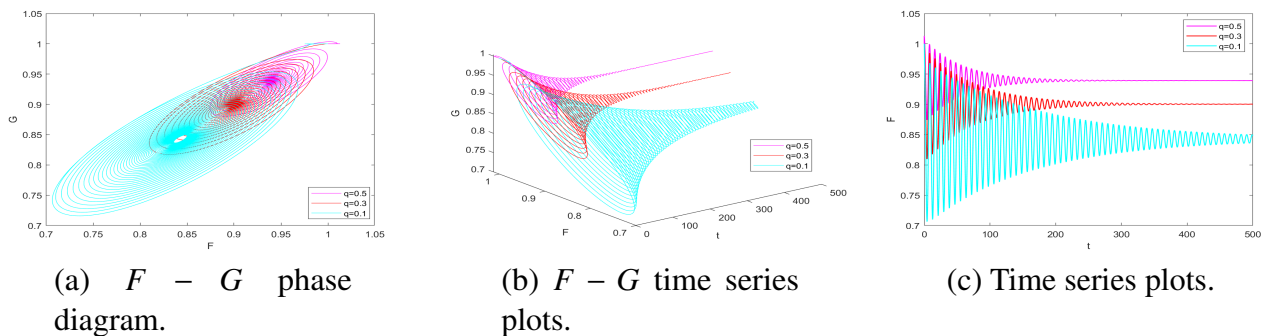 1.05
1
0.95
0.9
0.85
0.8
0.75
0.7
G
0.7
0.75
0.8
0.85
0.9
0.95
1
1.05
F
q=0.5
q=0.3
q=0.1
(a) F – G phase
diagram.
1
0.95
0.9
0.85
0.8
0.75
0.7
G
1
0.9
0.8
0.7
F
0
100
200
300
400
500
t
q=0.5
q=0.3
q=0.1
(b) F – G time series
plots.
1.05
1
0.95
0.9
0.85
0.8
0.75
0.7
F
0
100
200
300
400
500
t
q=0.5
q=0.3
q=0.1
(c) Time series plots.